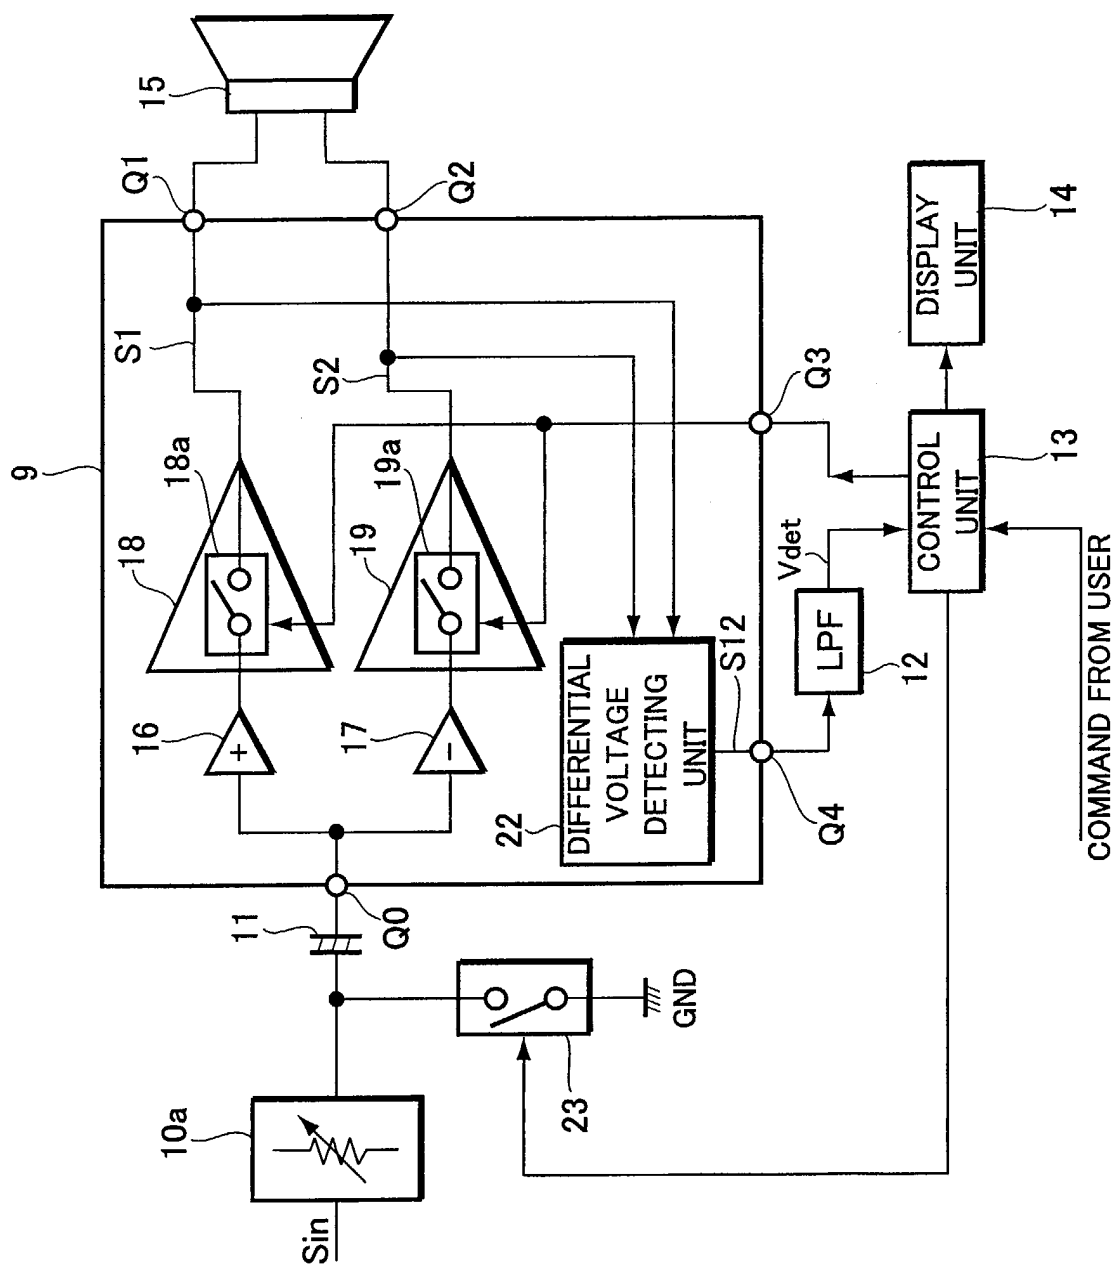 9
Q1
15
S1
Q2
18
18a
S2
16
19
19a
Q3
17
22
DIFFERENTIAL
VOLTAGE
DETECTING
UNIT
S12
Q4
Q0
11
10a
Sin
+
−
23
GND
LPF
12
Vdet
CONTROL
UNIT
13
DISPLAY
UNIT
14
COMMAND FROM USER